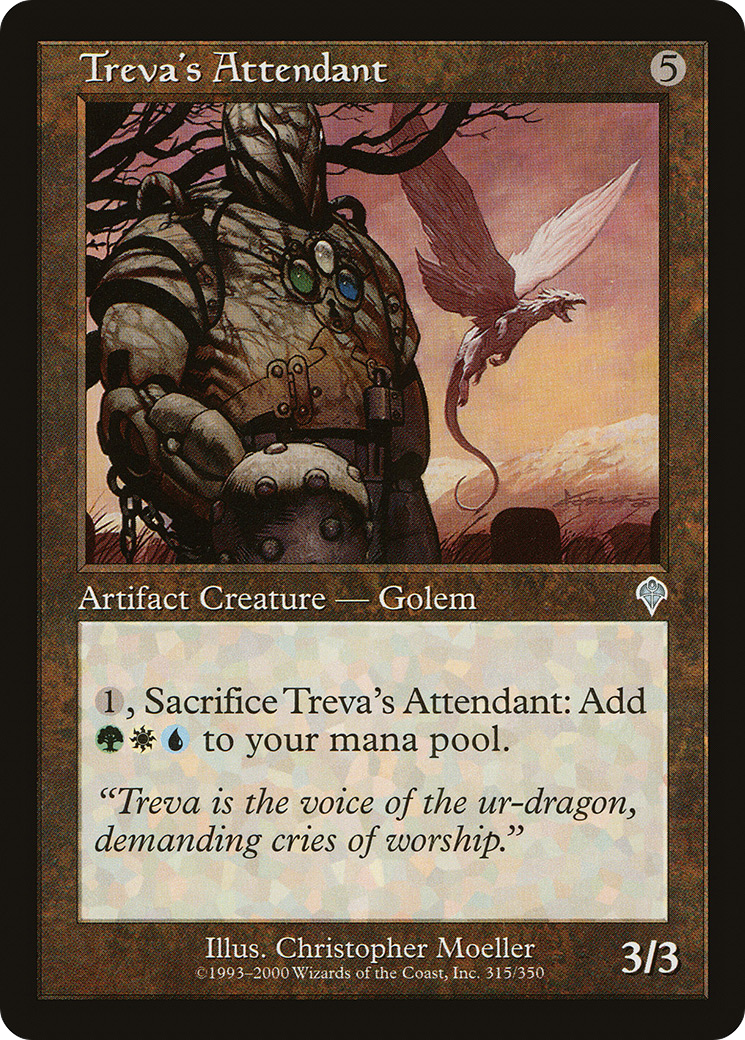 Treva's Attendant 5
Artifact Creature — Golem
1, Sacrifice Treva's Attendant: Add
to your mana pool.
“Treva is the voice of the ur-dragon,
demanding cries of worship.”
Illus. Christopher Moeller
©1993–2000 Wizards of the Coast, Inc. 315/350
3/3